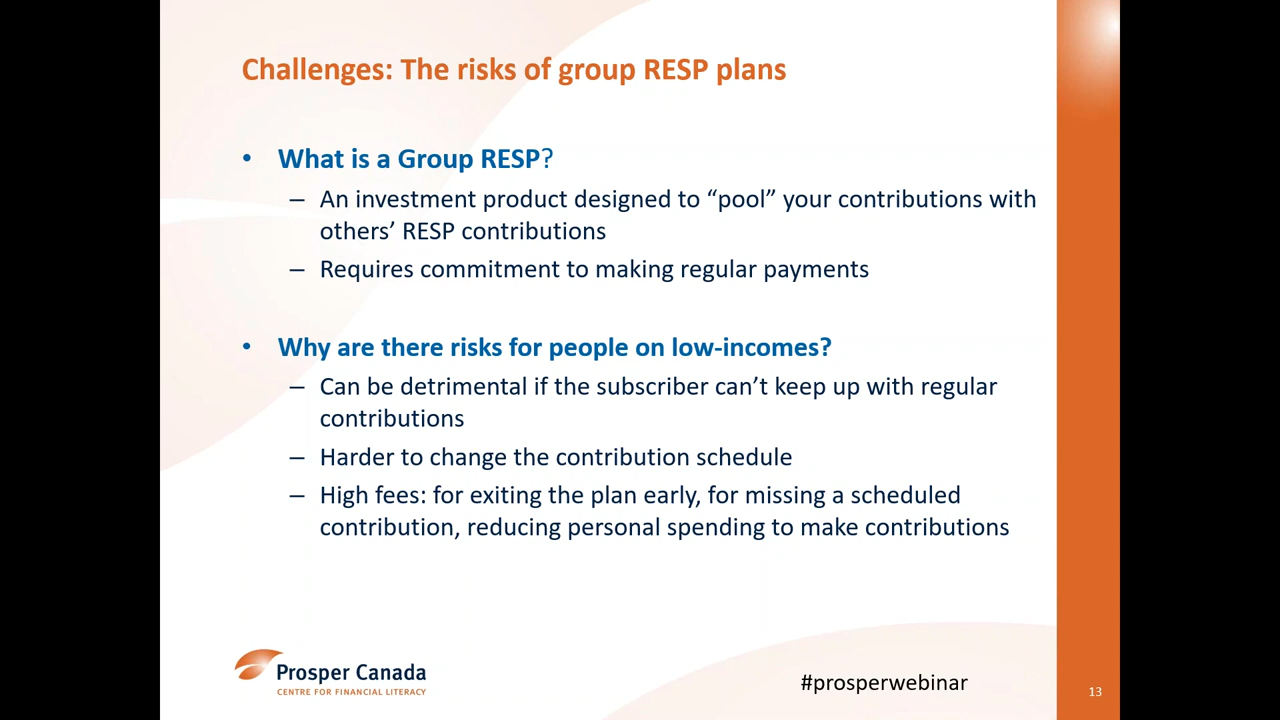 Challenges: The risks of group RESP plans
• What is a Group RESP?
– An investment product designed to “pool” your contributions with
others’ RESP contributions
– Requires commitment to making regular payments
• Why are there risks for people on low-incomes?
– Can be detrimental if the subscriber can’t keep up with regular
contributions
– Harder to change the contribution schedule
– High fees: for exiting the plan early, for missing a scheduled
contribution, reducing personal spending to make contributions
Prosper Canada
CENTRE FOR FINANCIAL LITERACY
#prosperwebinar
13